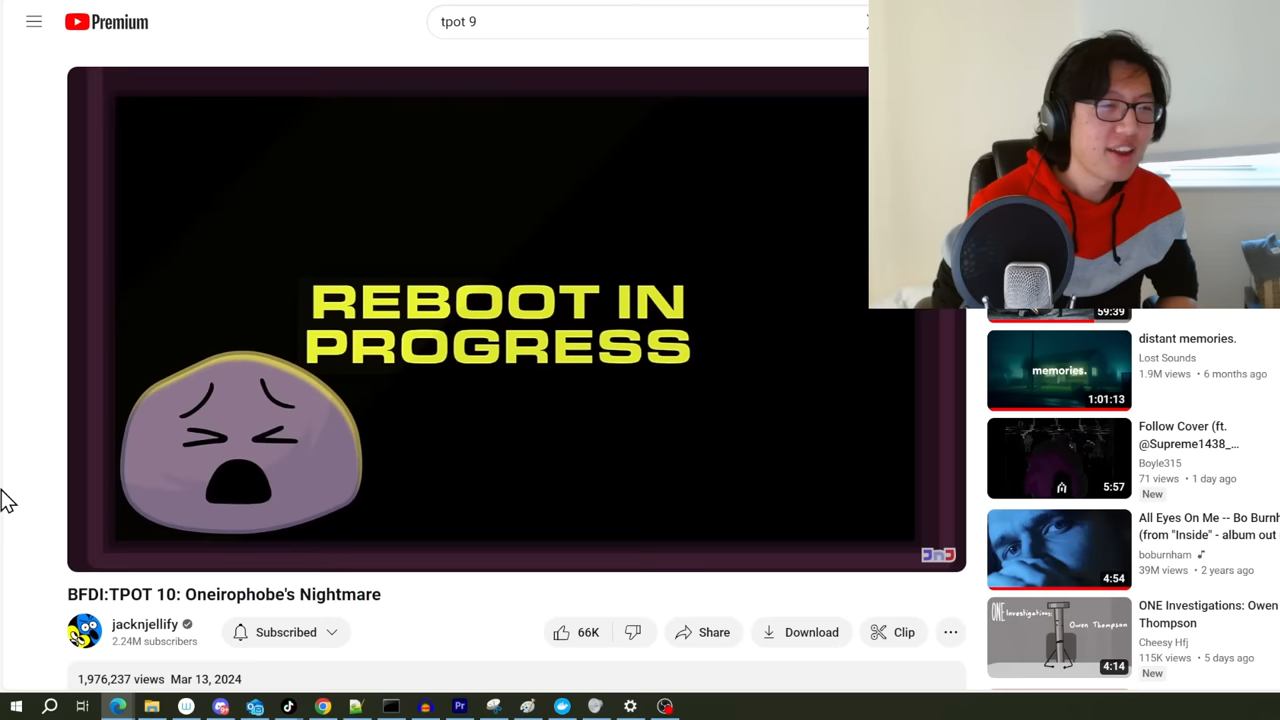 Premium
tpot 9
REBOOT IN
PROGRESS
59:39
distant memories.
Lost Sounds
1.9M views • 6 months ago
memories.
1:01:13
Follow Cover (ft.
@Supreme1438_...
Boyle315
71 views • 1 day ago
New
5:57
All Eyes On Me -- Bo Burnh
(from "Inside" - album out
boburnham
39M views • 2 years ago
4:54
ONE Investigations: Owen
Thompson
Cheesy Hfj
115K views • 5 days ago
New
ONE Investigations:
Owen Thompson
4:14
BFDI:TPOT 10: Oneirophobe's Nightmare
jacknjellify
2.24M subscribers
Subscribed
66K
Share
Download
Clip
1,976,237 views Mar 13, 2024
Pr